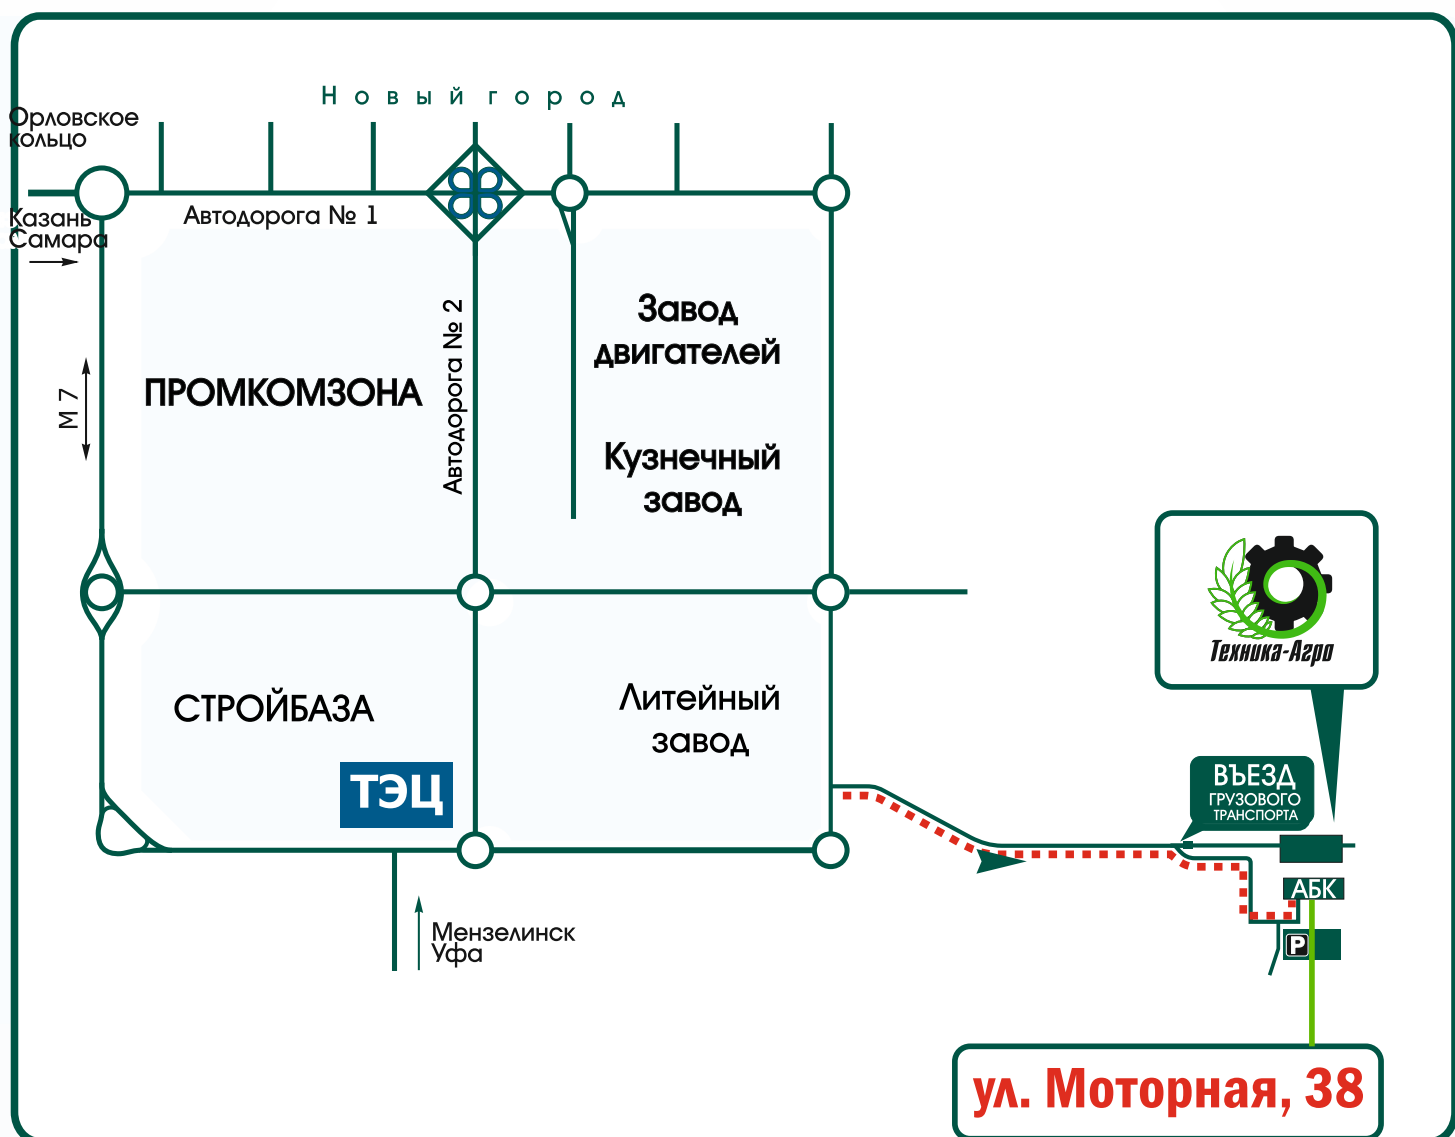 Новый город
Орловское
кольцо
Автодорога № 1
Казань
Самара
Завод
двигателей
Автодорога № 2
М 7
ПРОМКОМЗОНА
Кузнечный
завод
Техника-Агро
СТРОЙБАЗА
Литейный
завод
ТЭЦ
ВЪЕЗД
ГРУЗОВОГО
ТРАНСПОРТА
АБК
Мензелинск
Уфа
P
ул. Моторная, 38